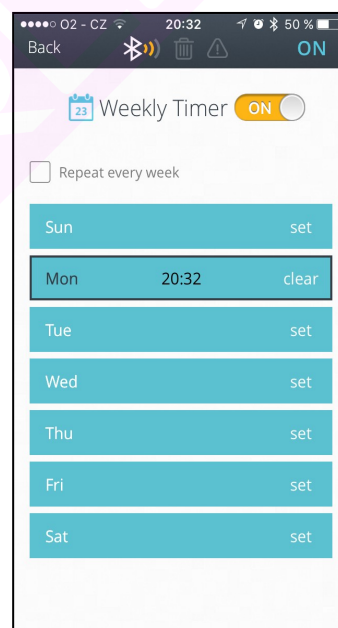 O2 - CZ 20:32 50 %
Back ON
23 Weekly Timer ON
Repeat every week
Sun set
Mon 20:32 clear
Tue set
Wed set
Thu set
Fri set
Sat set